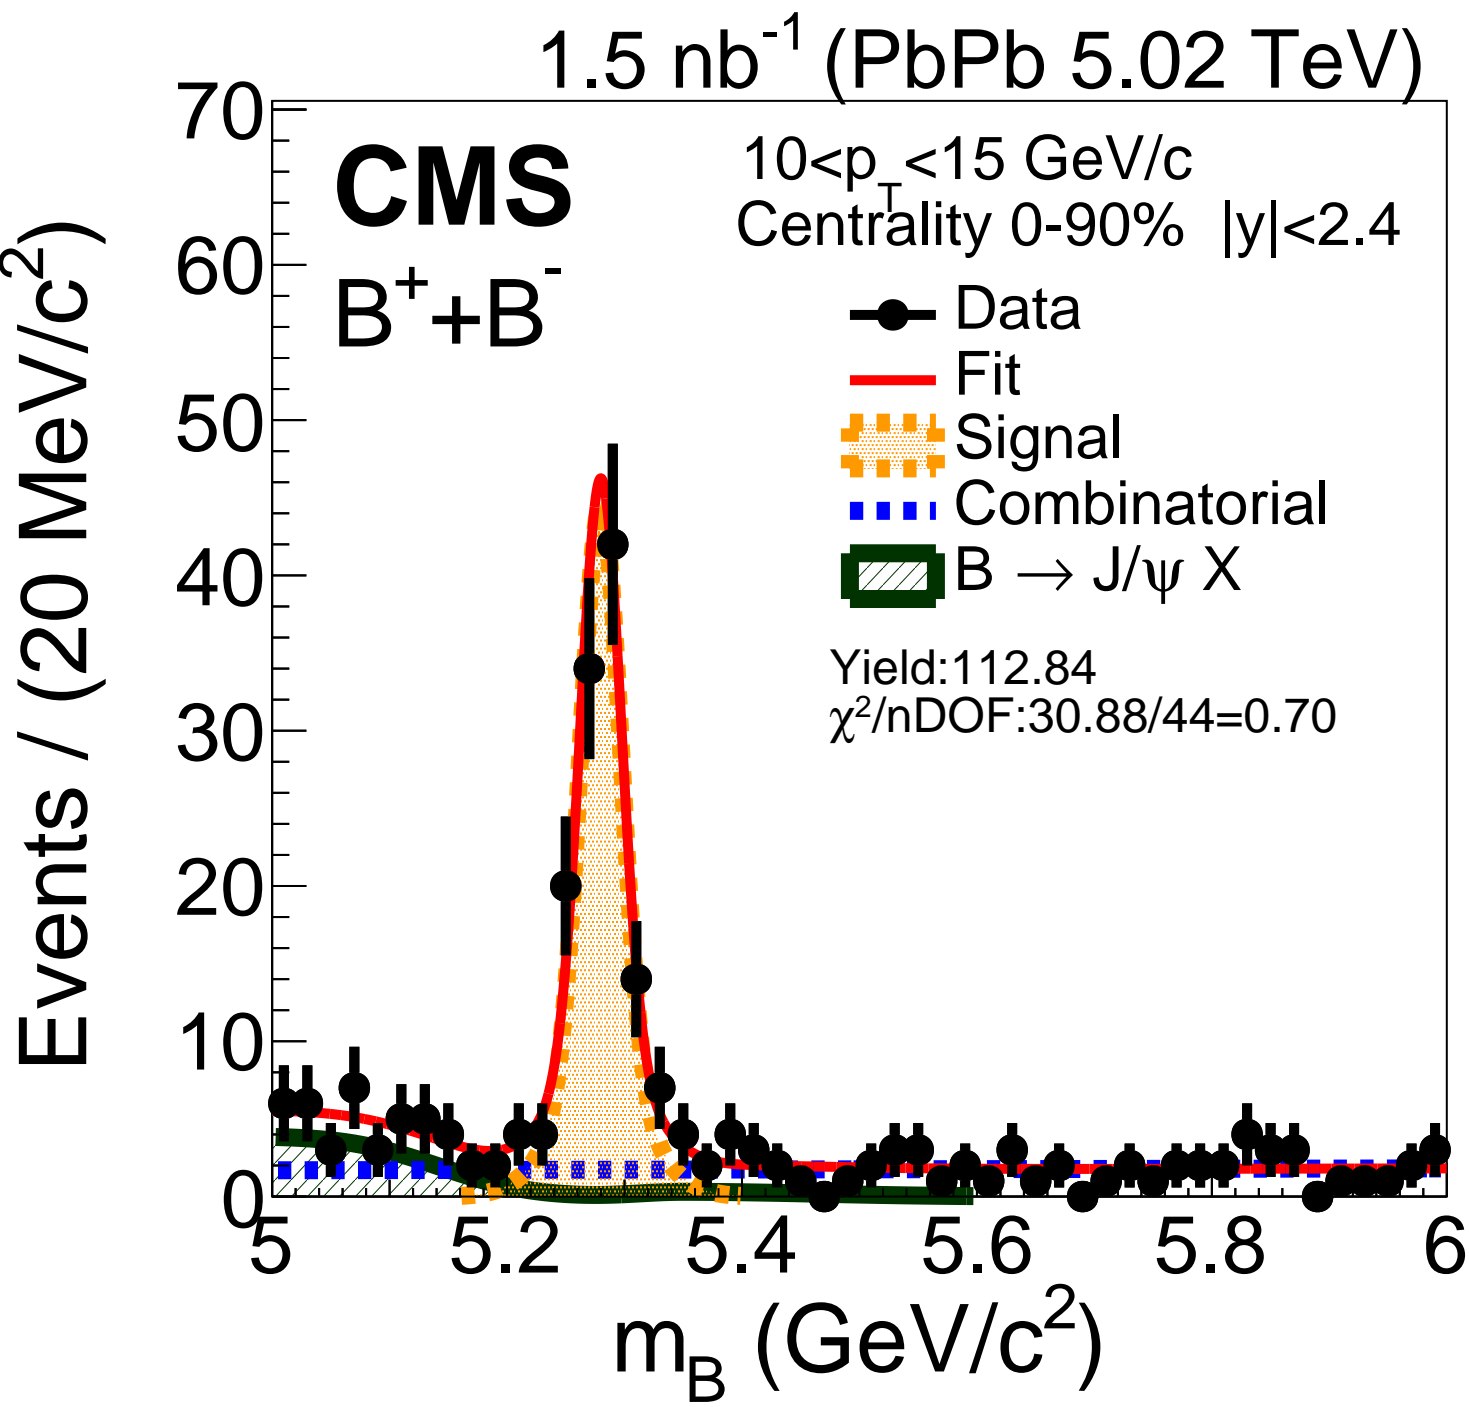 1.5 nb⁻¹ (PbPb 5.02 TeV)
CMS
B⁺+B⁻
10<p_T<15 GeV/c
Centrality 0-90% |y|<2.4
Data
Fit
Signal
Combinatorial
B → J/ψ X
Yield:112.84
χ²/nDOF:30.88/44=0.70
Events / (20 MeV/c²)
70
60
50
40
30
20
10
0
5 5.2 5.4 5.6 5.8 6
m_B (GeV/c²)